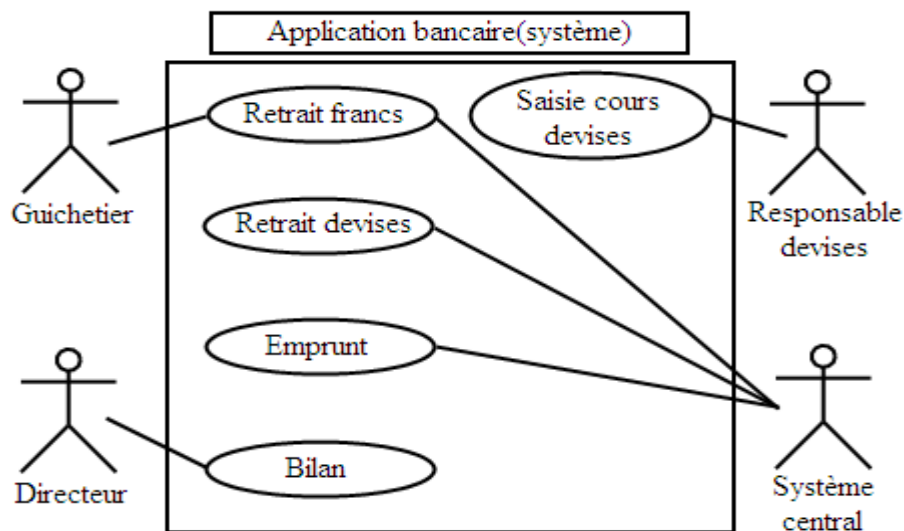 Application bancaire(système)
Retrait francs
Saisie cours
devises
Guichetier
Retrait devises
Responsable
devises
Emprunt
Bilan
Directeur
Système
central